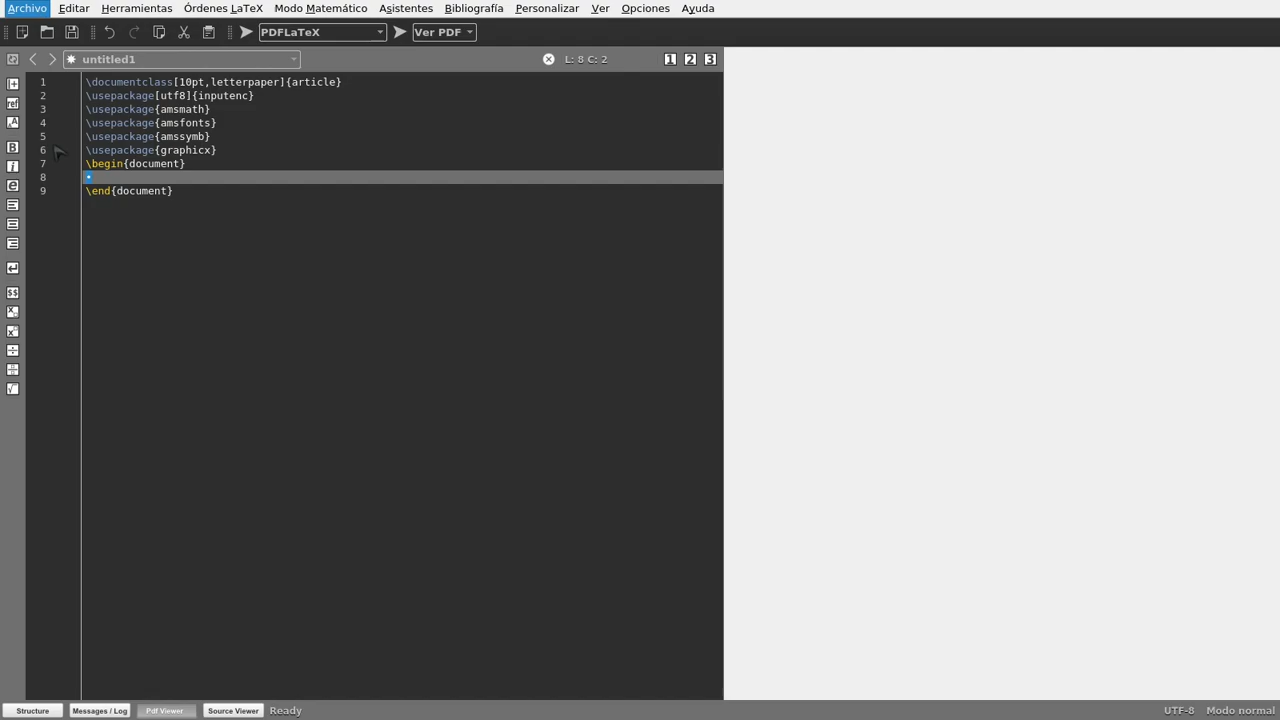 Archivo Editar Herramientas Órdenes LaTeX Modo Matemático Asistentes Bibliografía Personalizar Ver Opciones Ayuda
PDFLaTeX Ver PDF
untitled1 L: 8 C: 2 1 2 3
1 \documentclass[10pt,letterpaper]{article}
2 \usepackage[utf8]{inputenc}
3 \usepackage{amsmath}
4 \usepackage{amsfonts}
5 \usepackage{amssymb}
6 \usepackage{graphicx}
7 \begin{document}
8 •
9 \end{document}
Structure Messages / Log Pdf Viewer Source Viewer Ready UTF-8 Modo normal